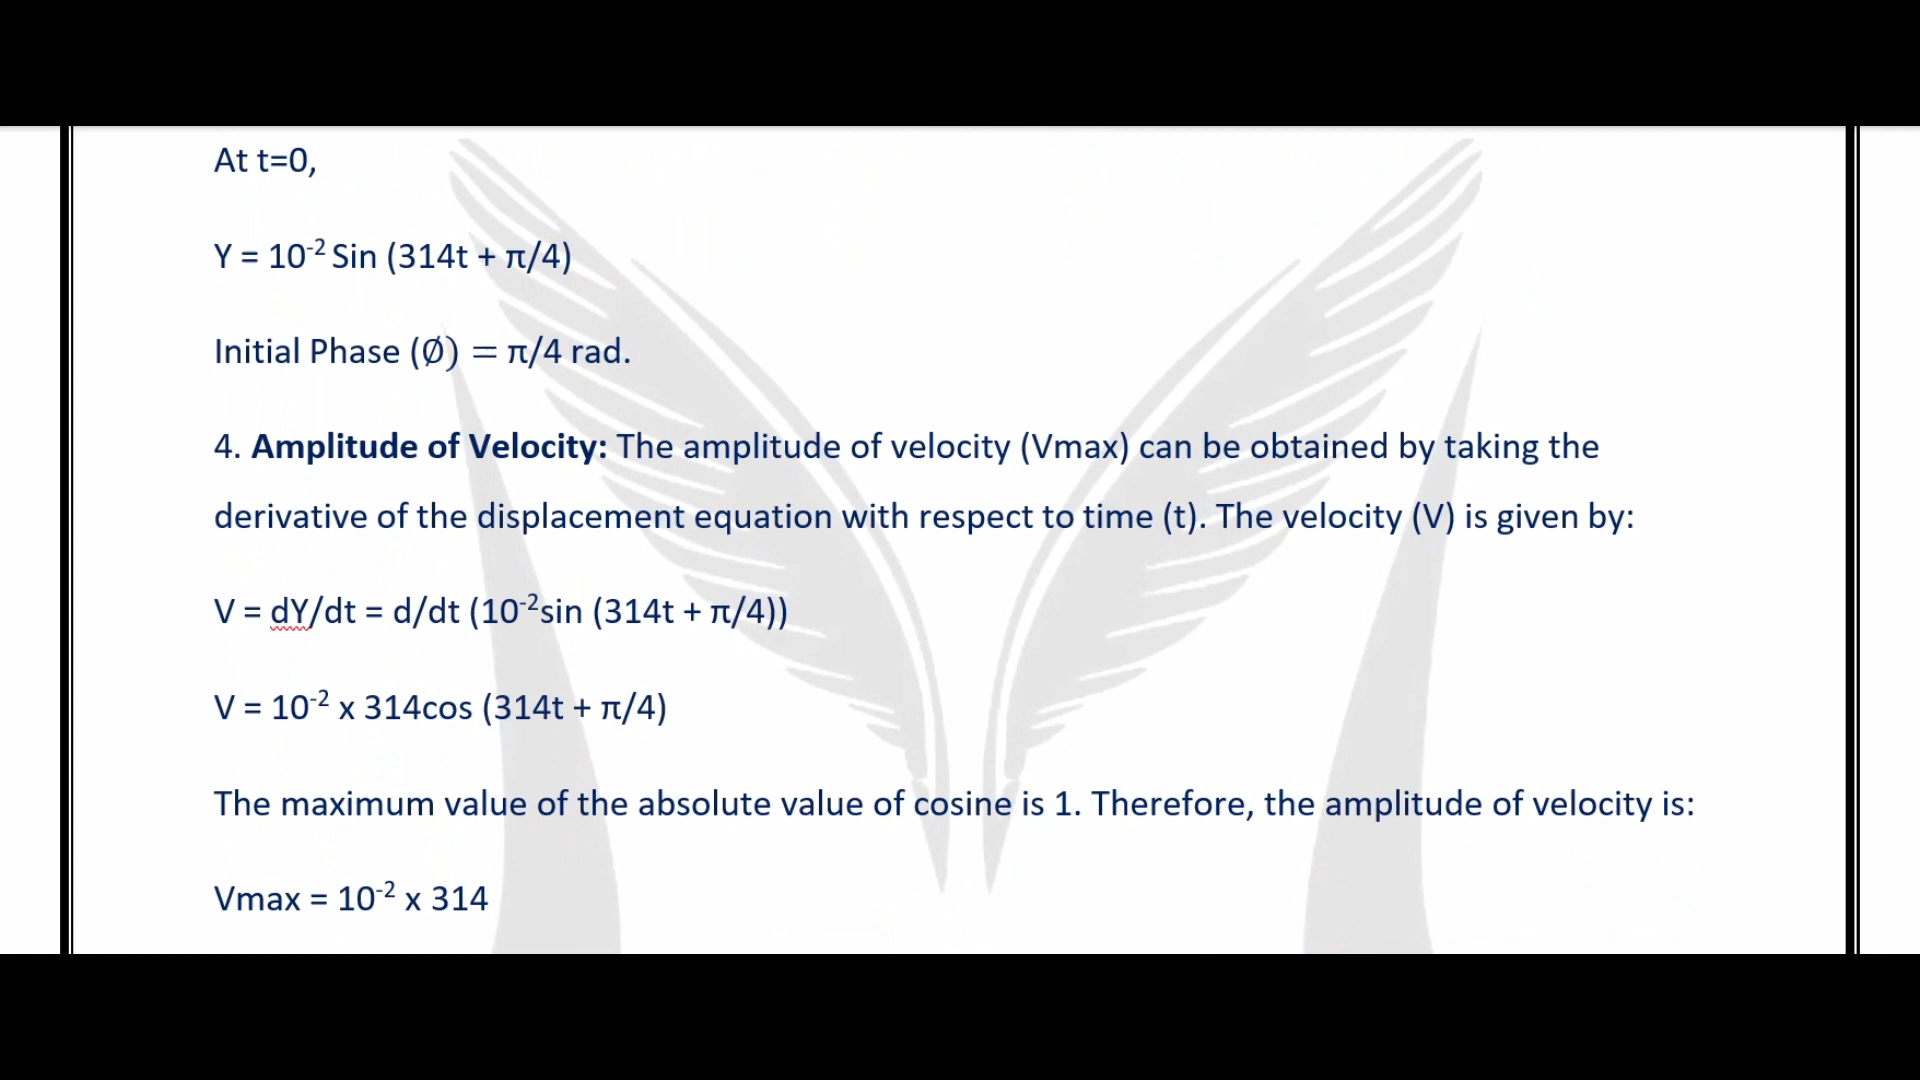 At t=0,
Y = 10⁻² Sin (314t + π/4)
Initial Phase (Ø) = π/4 rad.
4. Amplitude of Velocity: The amplitude of velocity (Vmax) can be obtained by taking the
derivative of the displacement equation with respect to time (t). The velocity (V) is given by:
V = dY/dt = d/dt (10⁻²sin (314t + π/4))
V = 10⁻² x 314cos (314t + π/4)
The maximum value of the absolute value of cosine is 1. Therefore, the amplitude of velocity is:
Vmax = 10⁻² x 314